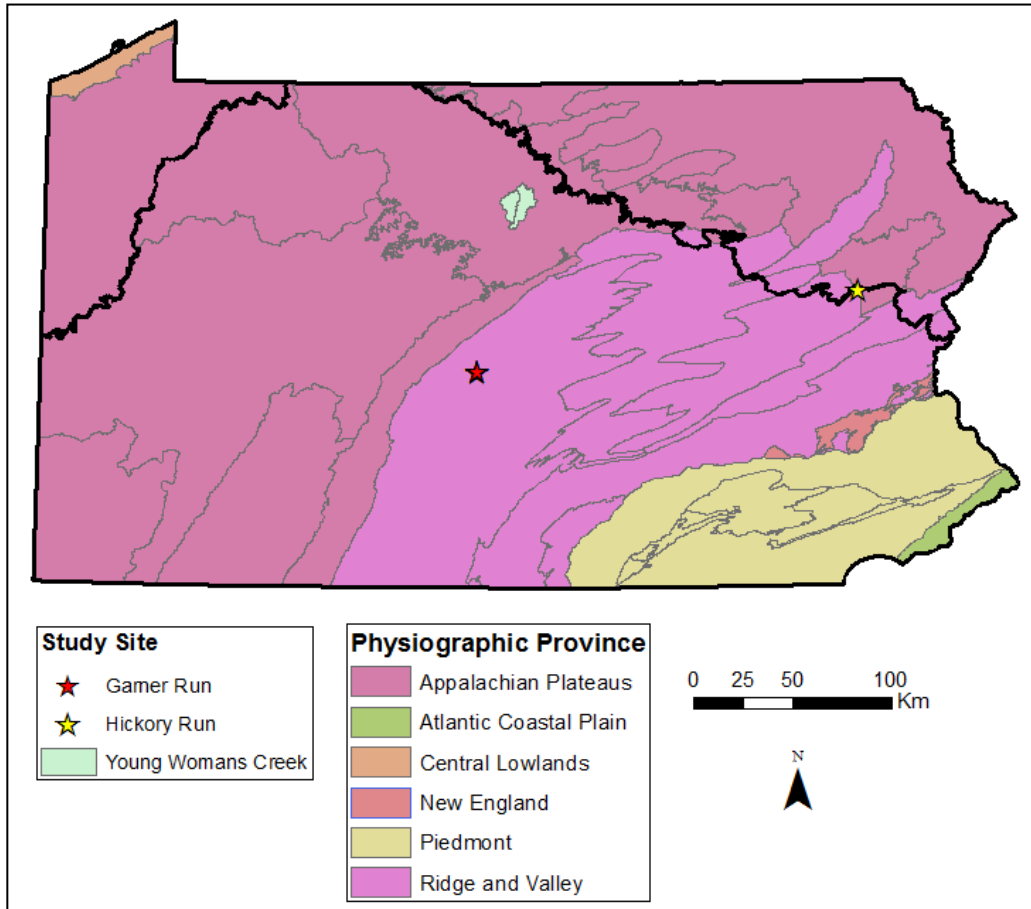 Study Site
Garner Run
Hickory Run
Young Womans Creek
Physiographic Province
Appalachian Plateaus
Atlantic Coastal Plain
Central Lowlands
New England
Piedmont
Ridge and Valley
0 25 50 100
Km
N